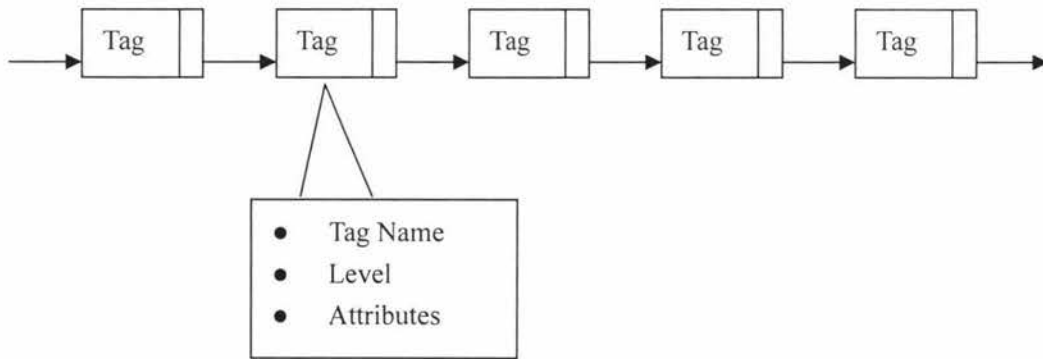 Tag Tag Tag Tag Tag
● Tag Name
● Level
● Attributes